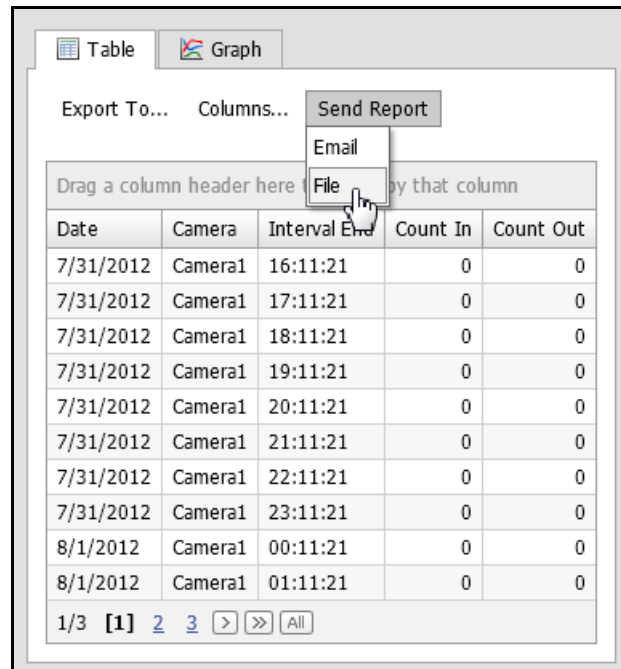 Table Graph
Export To... Columns... Send Report
Email
File
Drag a column header here by that column
Date Camera Interval End Count In Count Out
7/31/2012 Camera1 16:11:21 0 0
7/31/2012 Camera1 17:11:21 0 0
7/31/2012 Camera1 18:11:21 0 0
7/31/2012 Camera1 19:11:21 0 0
7/31/2012 Camera1 20:11:21 0 0
7/31/2012 Camera1 21:11:21 0 0
7/31/2012 Camera1 22:11:21 0 0
7/31/2012 Camera1 23:11:21 0 0
8/1/2012 Camera1 00:11:21 0 0
8/1/2012 Camera1 01:11:21 0 0
1/3 [1] 2 3 > >> All